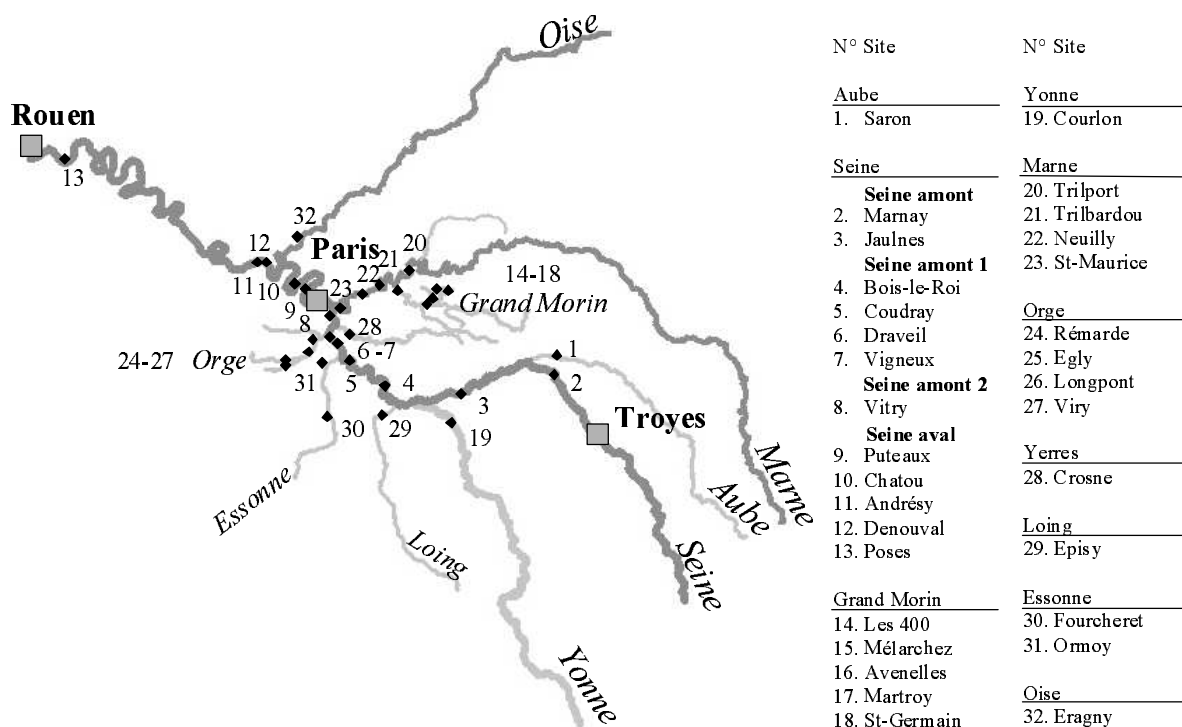 Oise
Rouen
13
32
12
Paris
20
11
10
21
22
14-18
Grand Morin
23
9
8
28
24-27
Orge
6 -7
1
31
5
4
2
3
Troyes
30
29
19
Essonne
Loing
Marne
Aube
Seine
Yonne
N° Site
Aube
1. Saron
Seine
Seine amont
2. Marnay
3. Jaulnes
Seine amont 1
4. Bois-le-Roi
5. Coudray
6. Draveil
7. Vigneux
Seine amont 2
8. Vitry
Seine aval
9. Puteaux
10. Chatou
11. Andrésy
12. Denouval
13. Poses
Grand Morin
14. Les 400
15. Mélarchez
16. Avenelles
17. Martroy
18. St-Germain
N° Site
Yonne
19. Courlon
Marne
20. Trilport
21. Trilbardou
22. Neuilly
23. St-Maurice
Orge
24. Rémarde
25. Egly
26. Longpont
27. Viry
Yerres
28. Crosne
Loing
29. Episy
Essonne
30. Fourcheret
31. Ormoy
Oise
32. Eragny